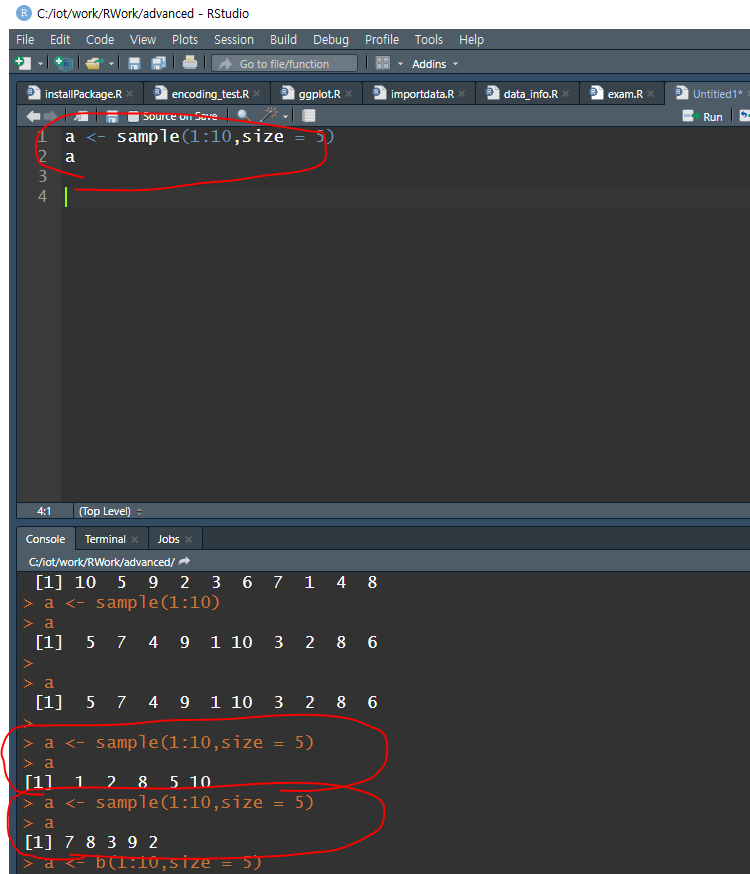 C:/iot/work/RWork/advanced - RStudio
File Edit Code View Plots Session Build Debug Profile Tools Help
Go to file/function Addins
installPackage.R encoding_test.R ggplot.R importdata.R data_info.R exam.R Untitled1*
Source on Save Run
1 a <- sample(1:10,size = 5)
2 a
3
4
4:1 (Top Level)
Console Terminal Jobs
C:/iot/work/RWork/advanced/
[1] 10 5 9 2 3 6 7 1 4 8
> a <- sample(1:10)
> a
[1] 5 7 4 9 1 10 3 2 8 6
>
> a
[1] 5 7 4 9 1 10 3 2 8 6
>
> a <- sample(1:10,size = 5)
> a
[1] 1 2 8 5 10
> a <- sample(1:10,size = 5)
> a
[1] 7 8 3 9 2
> a <- b(1:10,size = 5)